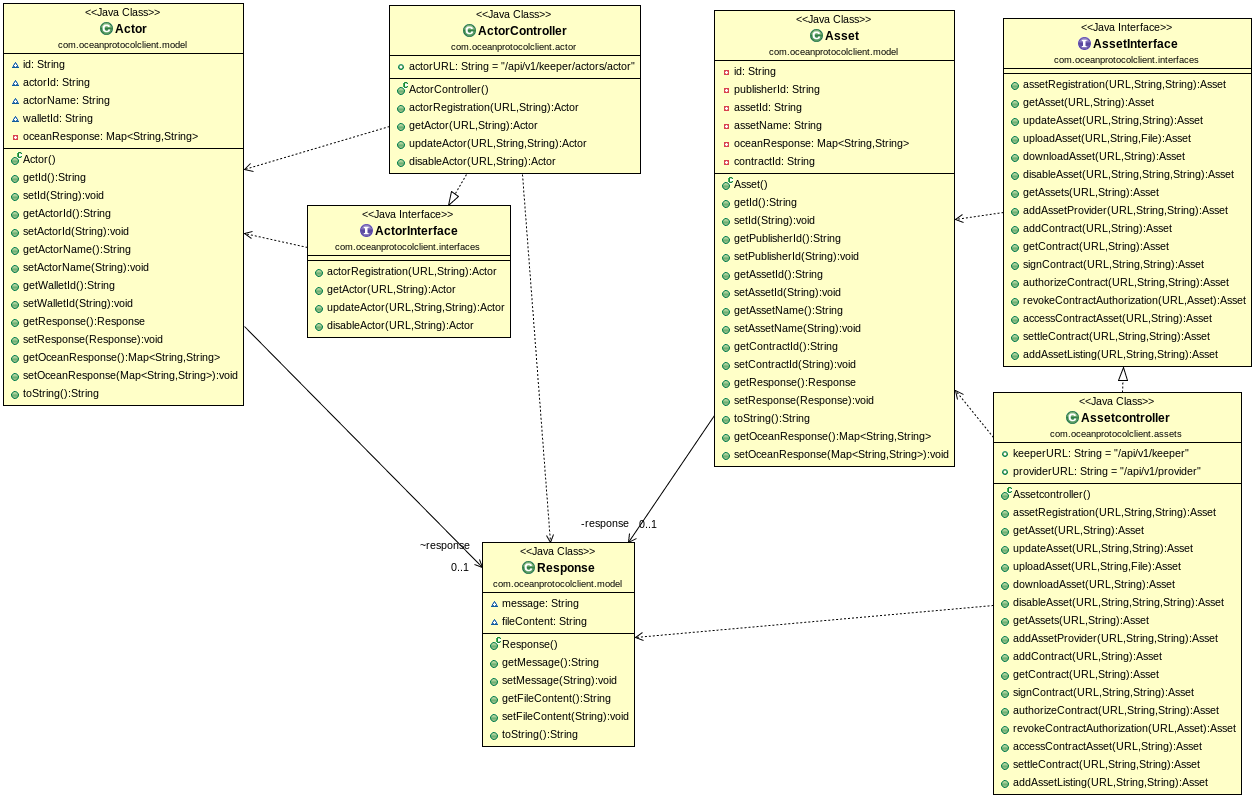 <<Java Class>>
Actor
com.oceanprotocolclient.model
id: String
actorId: String
actorName: String
walletId: String
oceanResponse: Map<String,String>
Actor()
getId():String
setId(String):void
getActorId():String
setActorId(String):void
getActorName():String
setActorName(String):void
getWalletId():String
setWalletId(String):void
getResponse():Response
setResponse(Response):void
getOceanResponse():Map<String,String>
setOceanResponse(Map<String,String>):void
toString():String
<<Java Class>>
ActorController
com.oceanprotocolclient.actor
actorURL: String = "/api/v1/keeper/actors/actor"
ActorController()
actorRegistration(URL,String):Actor
getActor(URL,String):Actor
updateActor(URL,String,String):Actor
disableActor(URL,String):Actor
<<Java Interface>>
ActorInterface
com.oceanprotocolclient.interfaces
actorRegistration(URL,String):Actor
getActor(URL,String):Actor
updateActor(URL,String,String):Actor
disableActor(URL,String):Actor
<<Java Class>>
Asset
com.oceanprotocolclient.model
id: String
publisherId: String
assetId: String
assetName: String
oceanResponse: Map<String,String>
contractId: String
Asset()
getId():String
setId(String):void
getPublisherId():String
setPublisherId(String):void
getAssetId():String
setAssetId(String):void
getAssetName():String
setAssetName(String):void
getContractId():String
setContractId(String):void
getResponse():Response
setResponse(Response):void
toString():String
getOceanResponse():Map<String,String>
setOceanResponse(Map<String,String>):void
<<Java Interface>>
AssetInterface
com.oceanprotocolclient.interfaces
assetRegistration(URL,String,String):Asset
getAsset(URL,String):Asset
updateAsset(URL,String,String):Asset
uploadAsset(URL,String,File):Asset
downloadAsset(URL,String):Asset
disableAsset(URL,String,String,String):Asset
getAssets(URL,String):Asset
addAssetProvider(URL,String,String):Asset
addContract(URL,String):Asset
getContract(URL,String):Asset
signContract(URL,String,String):Asset
authorizeContract(URL,String,String):Asset
revokeContractAuthorization(URL,Asset):Asset
accessContractAsset(URL,String):Asset
settleContract(URL,String,String):Asset
addAssetListing(URL,String,String):Asset
<<Java Class>>
Assetcontroller
com.oceanprotocolclient.assets
keeperURL: String = "/api/v1/keeper"
providerURL: String = "/api/v1/provider"
Assetcontroller()
assetRegistration(URL,String,String):Asset
getAsset(URL,String):Asset
updateAsset(URL,String,String):Asset
uploadAsset(URL,String,File):Asset
downloadAsset(URL,String):Asset
disableAsset(URL,String,String,String):Asset
getAssets(URL,String):Asset
addAssetProvider(URL,String,String):Asset
addContract(URL,String):Asset
getContract(URL,String):Asset
signContract(URL,String,String):Asset
authorizeContract(URL,String,String):Asset
revokeContractAuthorization(URL,Asset):Asset
accessContractAsset(URL,String):Asset
settleContract(URL,String,String):Asset
addAssetListing(URL,String,String):Asset
~response
0..1
-response
0..1
<<Java Class>>
Response
com.oceanprotocolclient.model
message: String
fileContent: String
Response()
getMessage():String
setMessage(String):void
getFileContent():String
setFileContent(String):void
toString():String